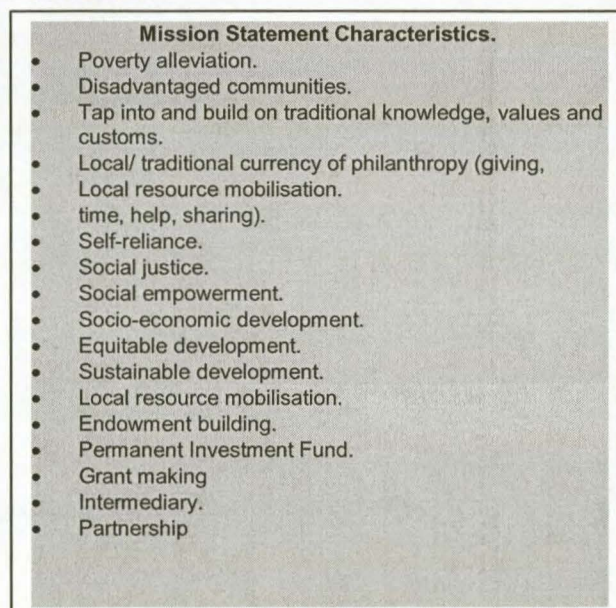 Mission Statement Characteristics.
• Poverty alleviation.
• Disadvantaged communities.
• Tap into and build on traditional knowledge, values and
customs.
• Local/ traditional currency of philanthropy (giving,
• Local resource mobilisation.
• time, help, sharing).
• Self-reliance.
• Social justice.
• Social empowerment.
• Socio-economic development.
• Equitable development.
• Sustainable development.
• Local resource mobilisation.
• Endowment building.
• Permanent Investment Fund.
• Grant making
• Intermediary.
• Partnership